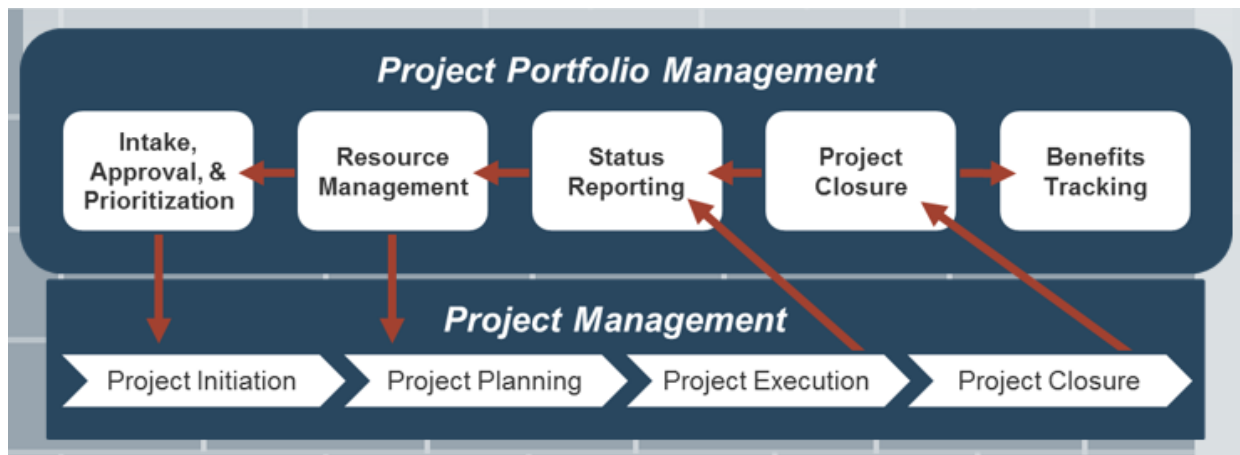 Project Portfolio Management
Intake,
Approval, &
Prioritization
Resource
Management
Status
Reporting
Project
Closure
Benefits
Tracking
Project Management
Project Initiation
Project Planning
Project Execution
Project Closure